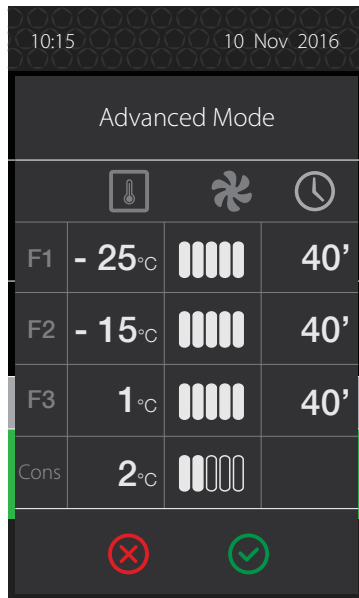 10:15 10 Nov 2016
Advanced Mode
F1 - 25°C 40’
F2 - 15°C 40’
F3 1°C 40’
Cons 2°C